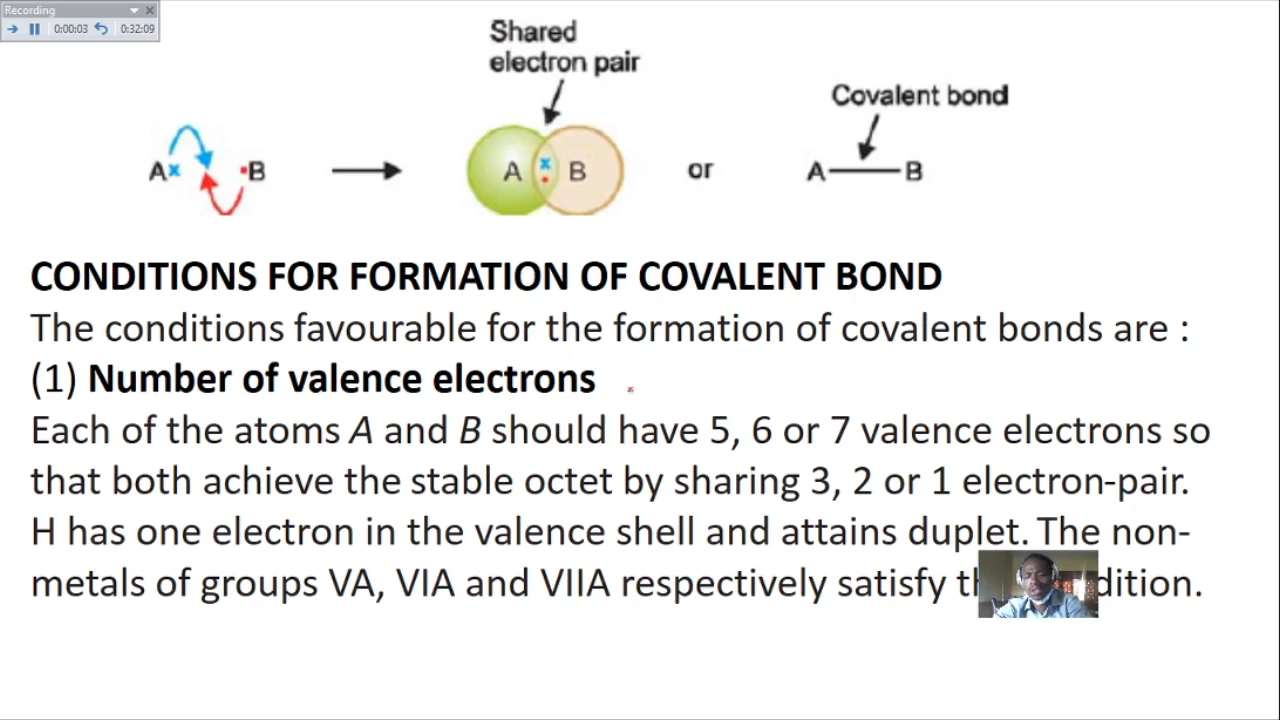 Recording
0:00:03 0:32:09
Shared
electron pair
Covalent bond
Ax ·B A x B or A B
CONDITIONS FOR FORMATION OF COVALENT BOND
The conditions favourable for the formation of covalent bonds are :
(1) Number of valence electrons
Each of the atoms A and B should have 5, 6 or 7 valence electrons so
that both achieve the stable octet by sharing 3, 2 or 1 electron-pair.
H has one electron in the valence shell and attains duplet. The non-
metals of groups VA, VIA and VIIA respectively satisfy